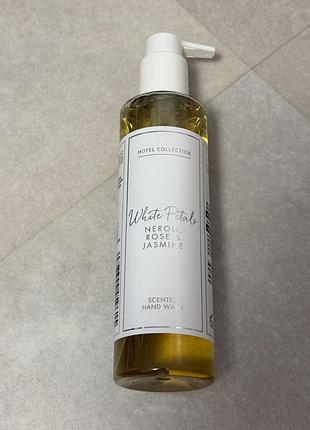 HOTEL COLLECTION
White Petals
NEROLI,
ROSE &
JASMINE
SCENTED
HAND WASH